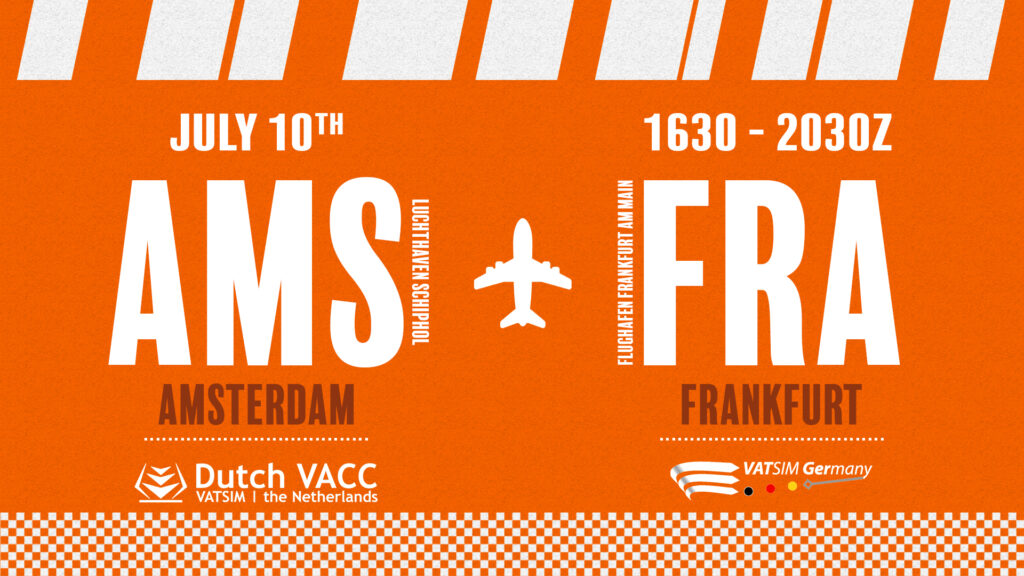 JULY 10TH
1630 - 2030Z
AMS
LUCHTHAVEN SCHIPHOL
FLUGHAFEN FRANKFURT AM MAIN
FRA
AMSTERDAM
FRANKFURT
Dutch VACC
VATSIM | the Netherlands
VATSIM Germany